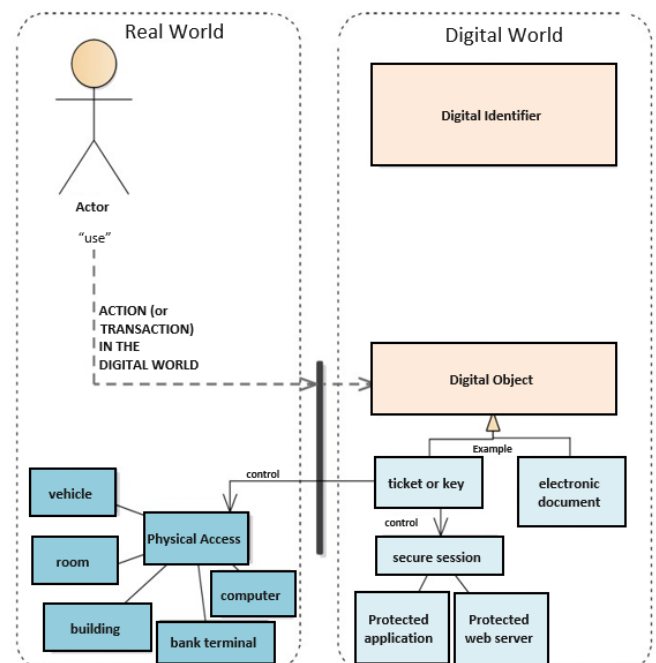 Real World
Digital World
Digital Identifier
Actor
“use”
ACTION (or
TRANSACTION)
IN THE
DIGITAL WORLD
Digital Object
Example
control
ticket or key
electronic
document
vehicle
Physical Access
control
secure session
room
computer
building
bank terminal
Protected
application
Protected
web server